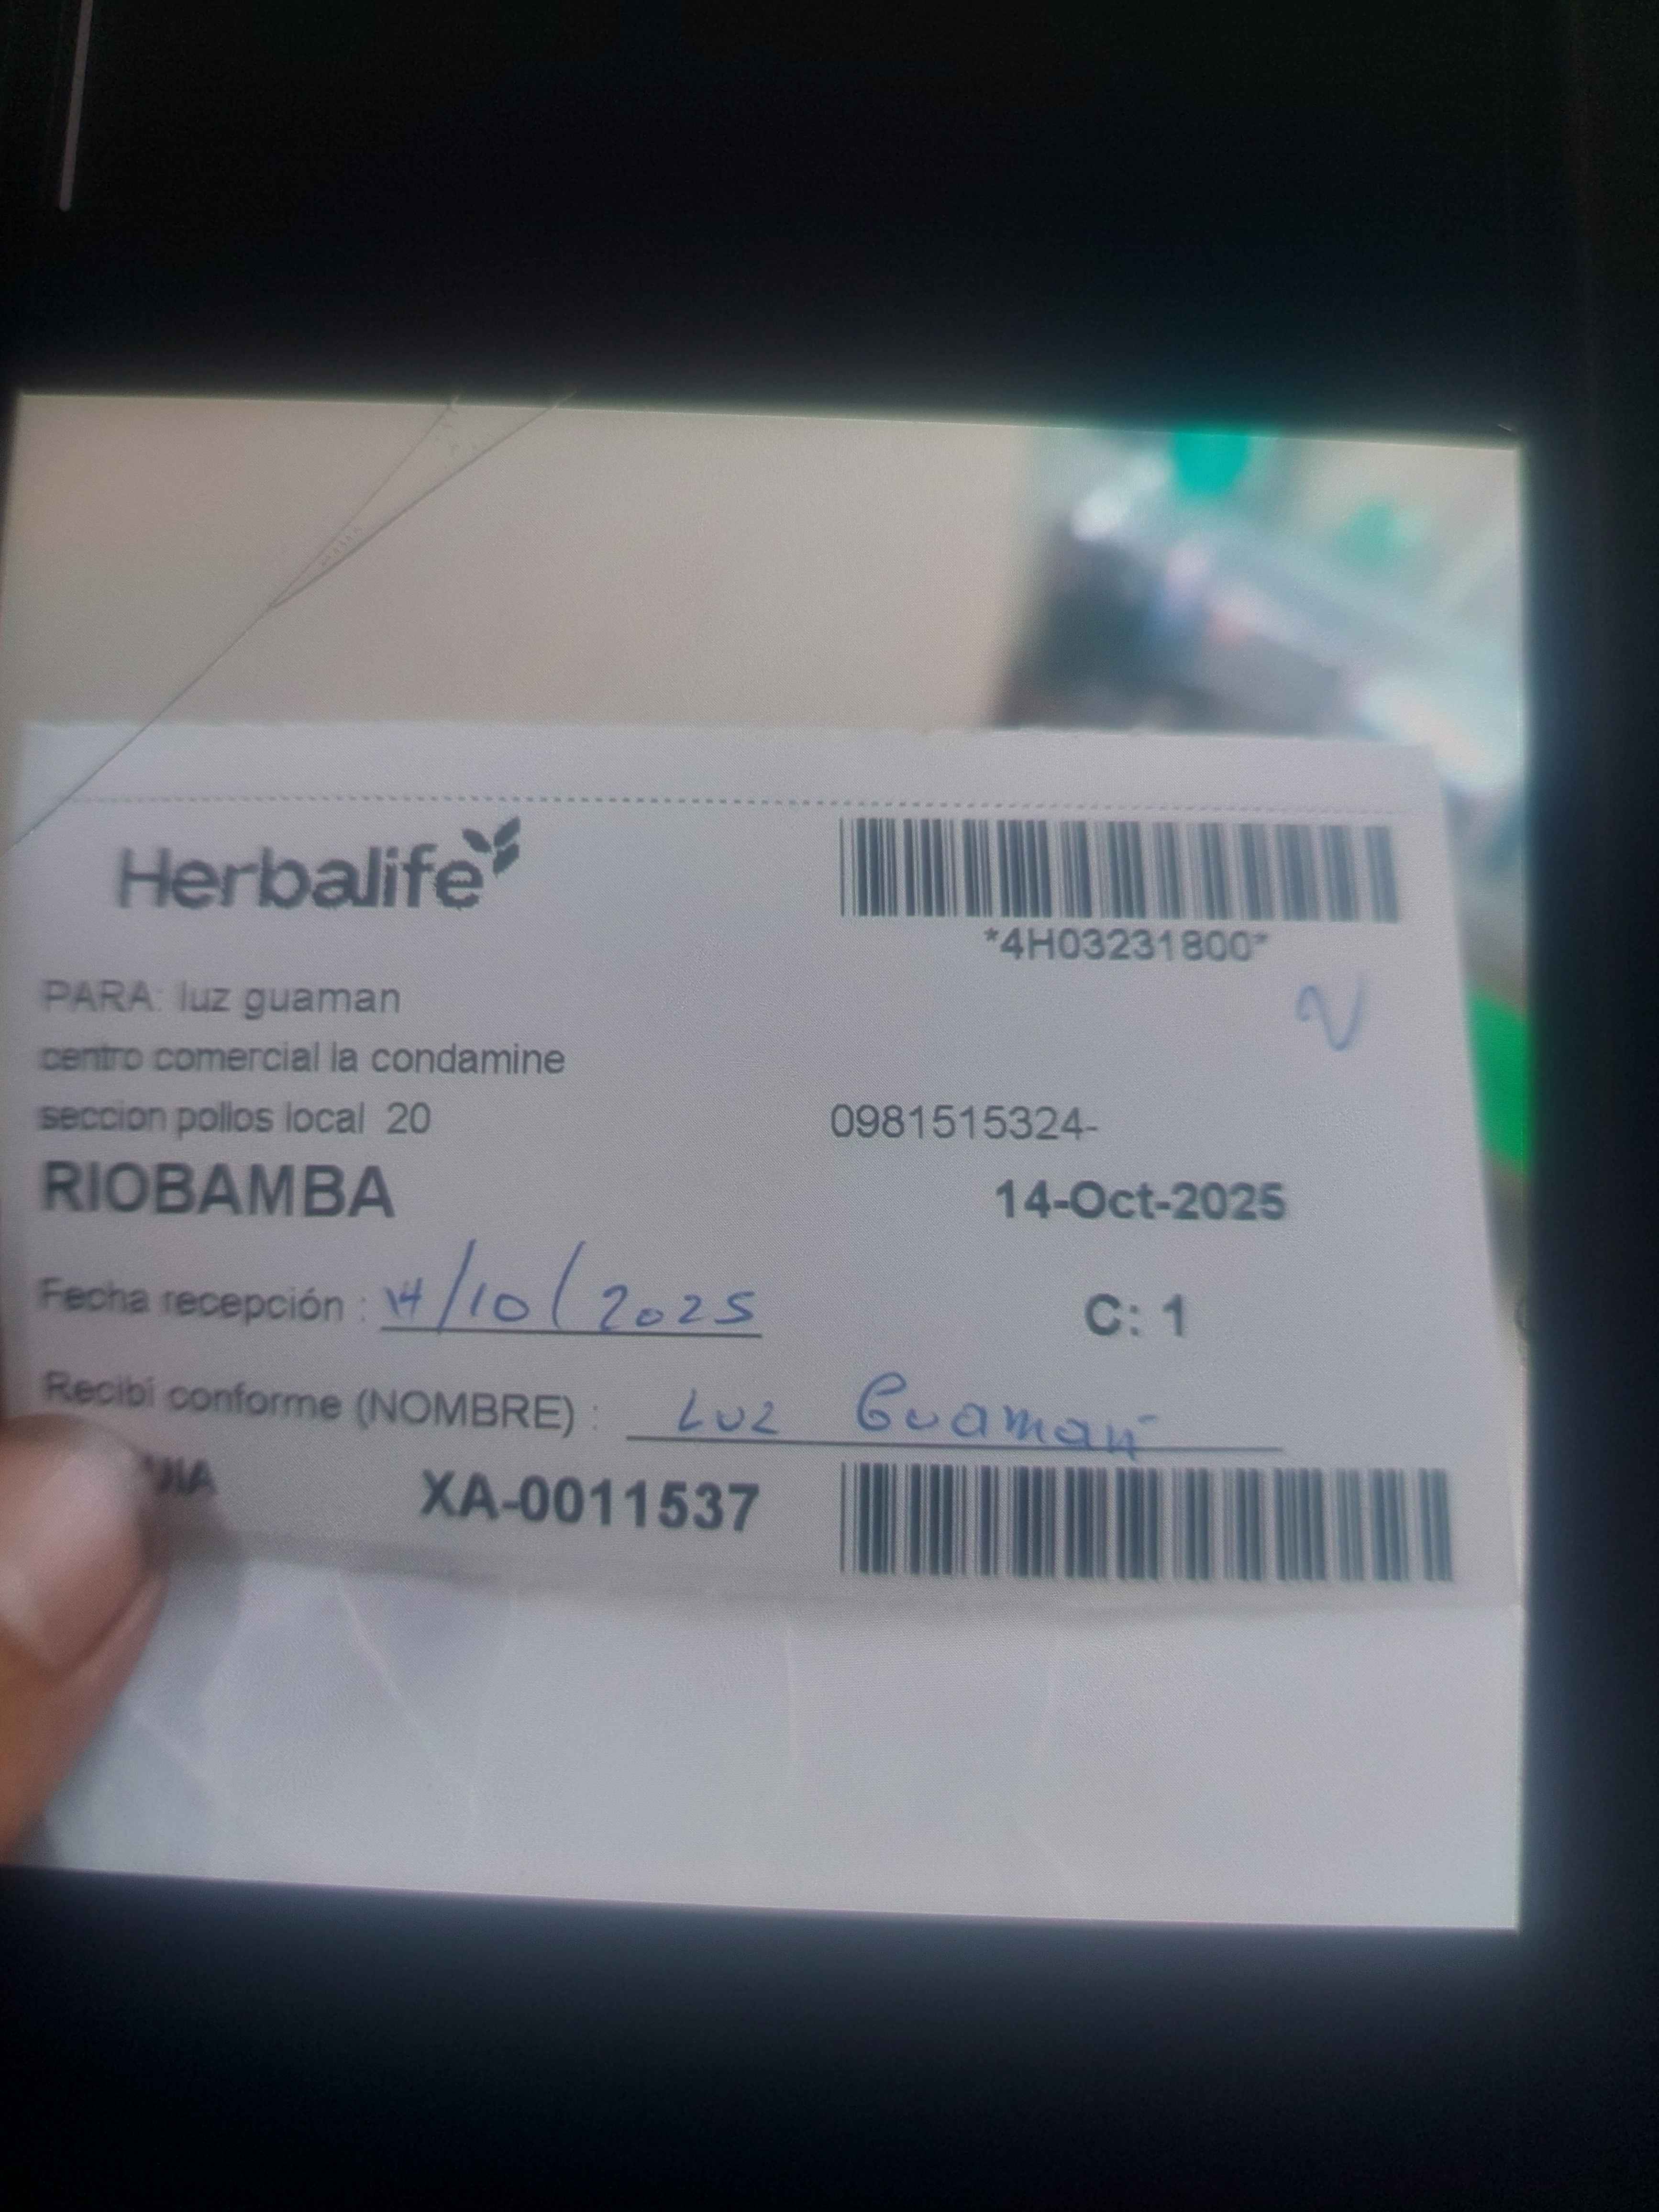 Herbalife
*4H03231800*
PARA: luz guaman
centro comercial la condamine
seccion pollos local 20 0981515324-
RIOBAMBA 14-Oct-2025
Fecha recepción : 14/10/2025 C: 1
Recibi conforme (NOMBRE) : Luz Guaman
XA-0011537